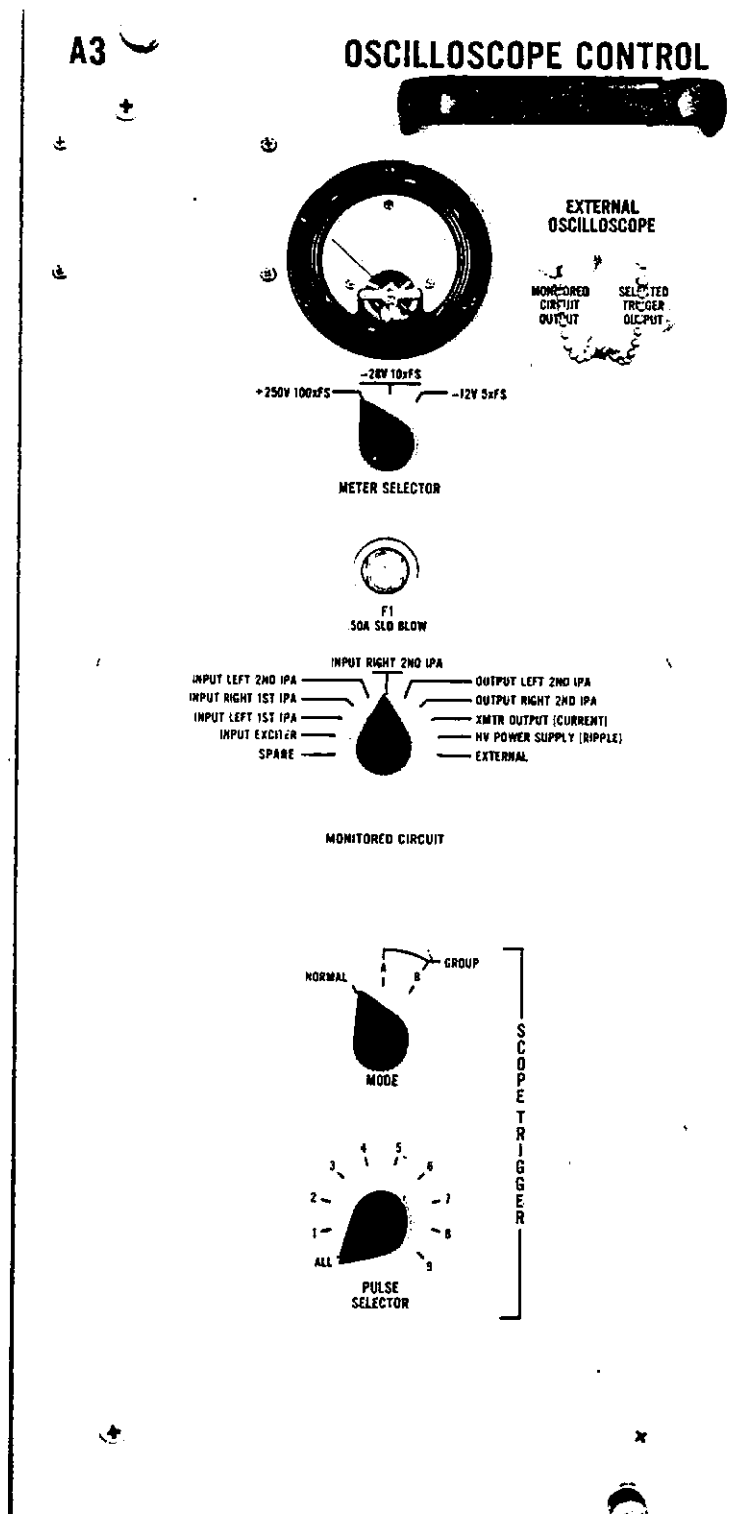 A3
OSCILLOSCOPE CONTROL
EXTERNAL
OSCILLOSCOPE
MONITORED
CIRCUIT
OUTPUT
SELECTED
TRIGGER
OUTPUT
-28V 10xFS
+250V 100xFS
-12V 5xFS
METER SELECTOR
F1
.50A SLO BLOW
INPUT RIGHT 2ND IPA
INPUT LEFT 2ND IPA
INPUT RIGHT 1ST IPA
INPUT LEFT 1ST IPA
INPUT EXCITER
SPARE
OUTPUT LEFT 2ND IPA
OUTPUT RIGHT 2ND IPA
XMTR OUTPUT (CURRENT)
HV POWER SUPPLY (RIPPLE)
EXTERNAL
MONITORED CIRCUIT
NORMAL
A
B
GROUP
MODE
SCOPE TRIGGER
ALL
1
2
3
4
5
6
7
8
9
PULSE
SELECTOR